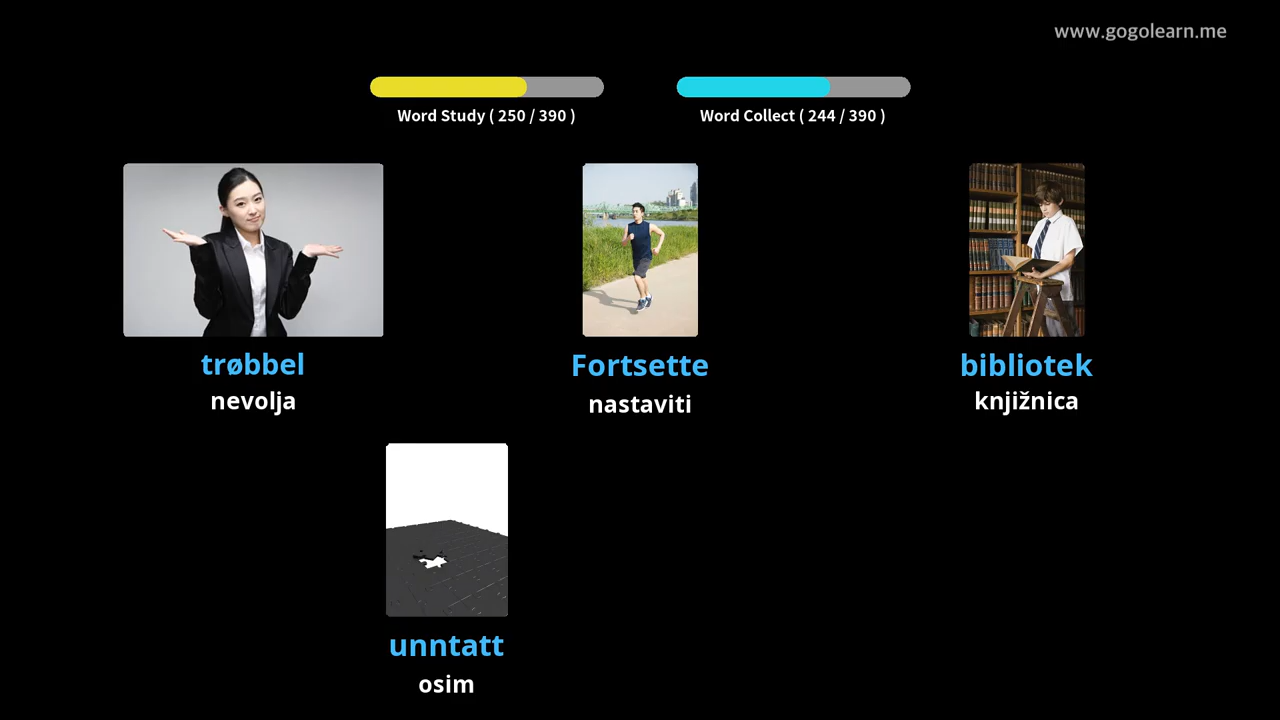 www.gogolearn.me
Word Study ( 250 / 390 )
Word Collect ( 244 / 390 )
trøbbel
nevolja
Fortsette
nastaviti
bibliotek
knjižnica
unntatt
osim